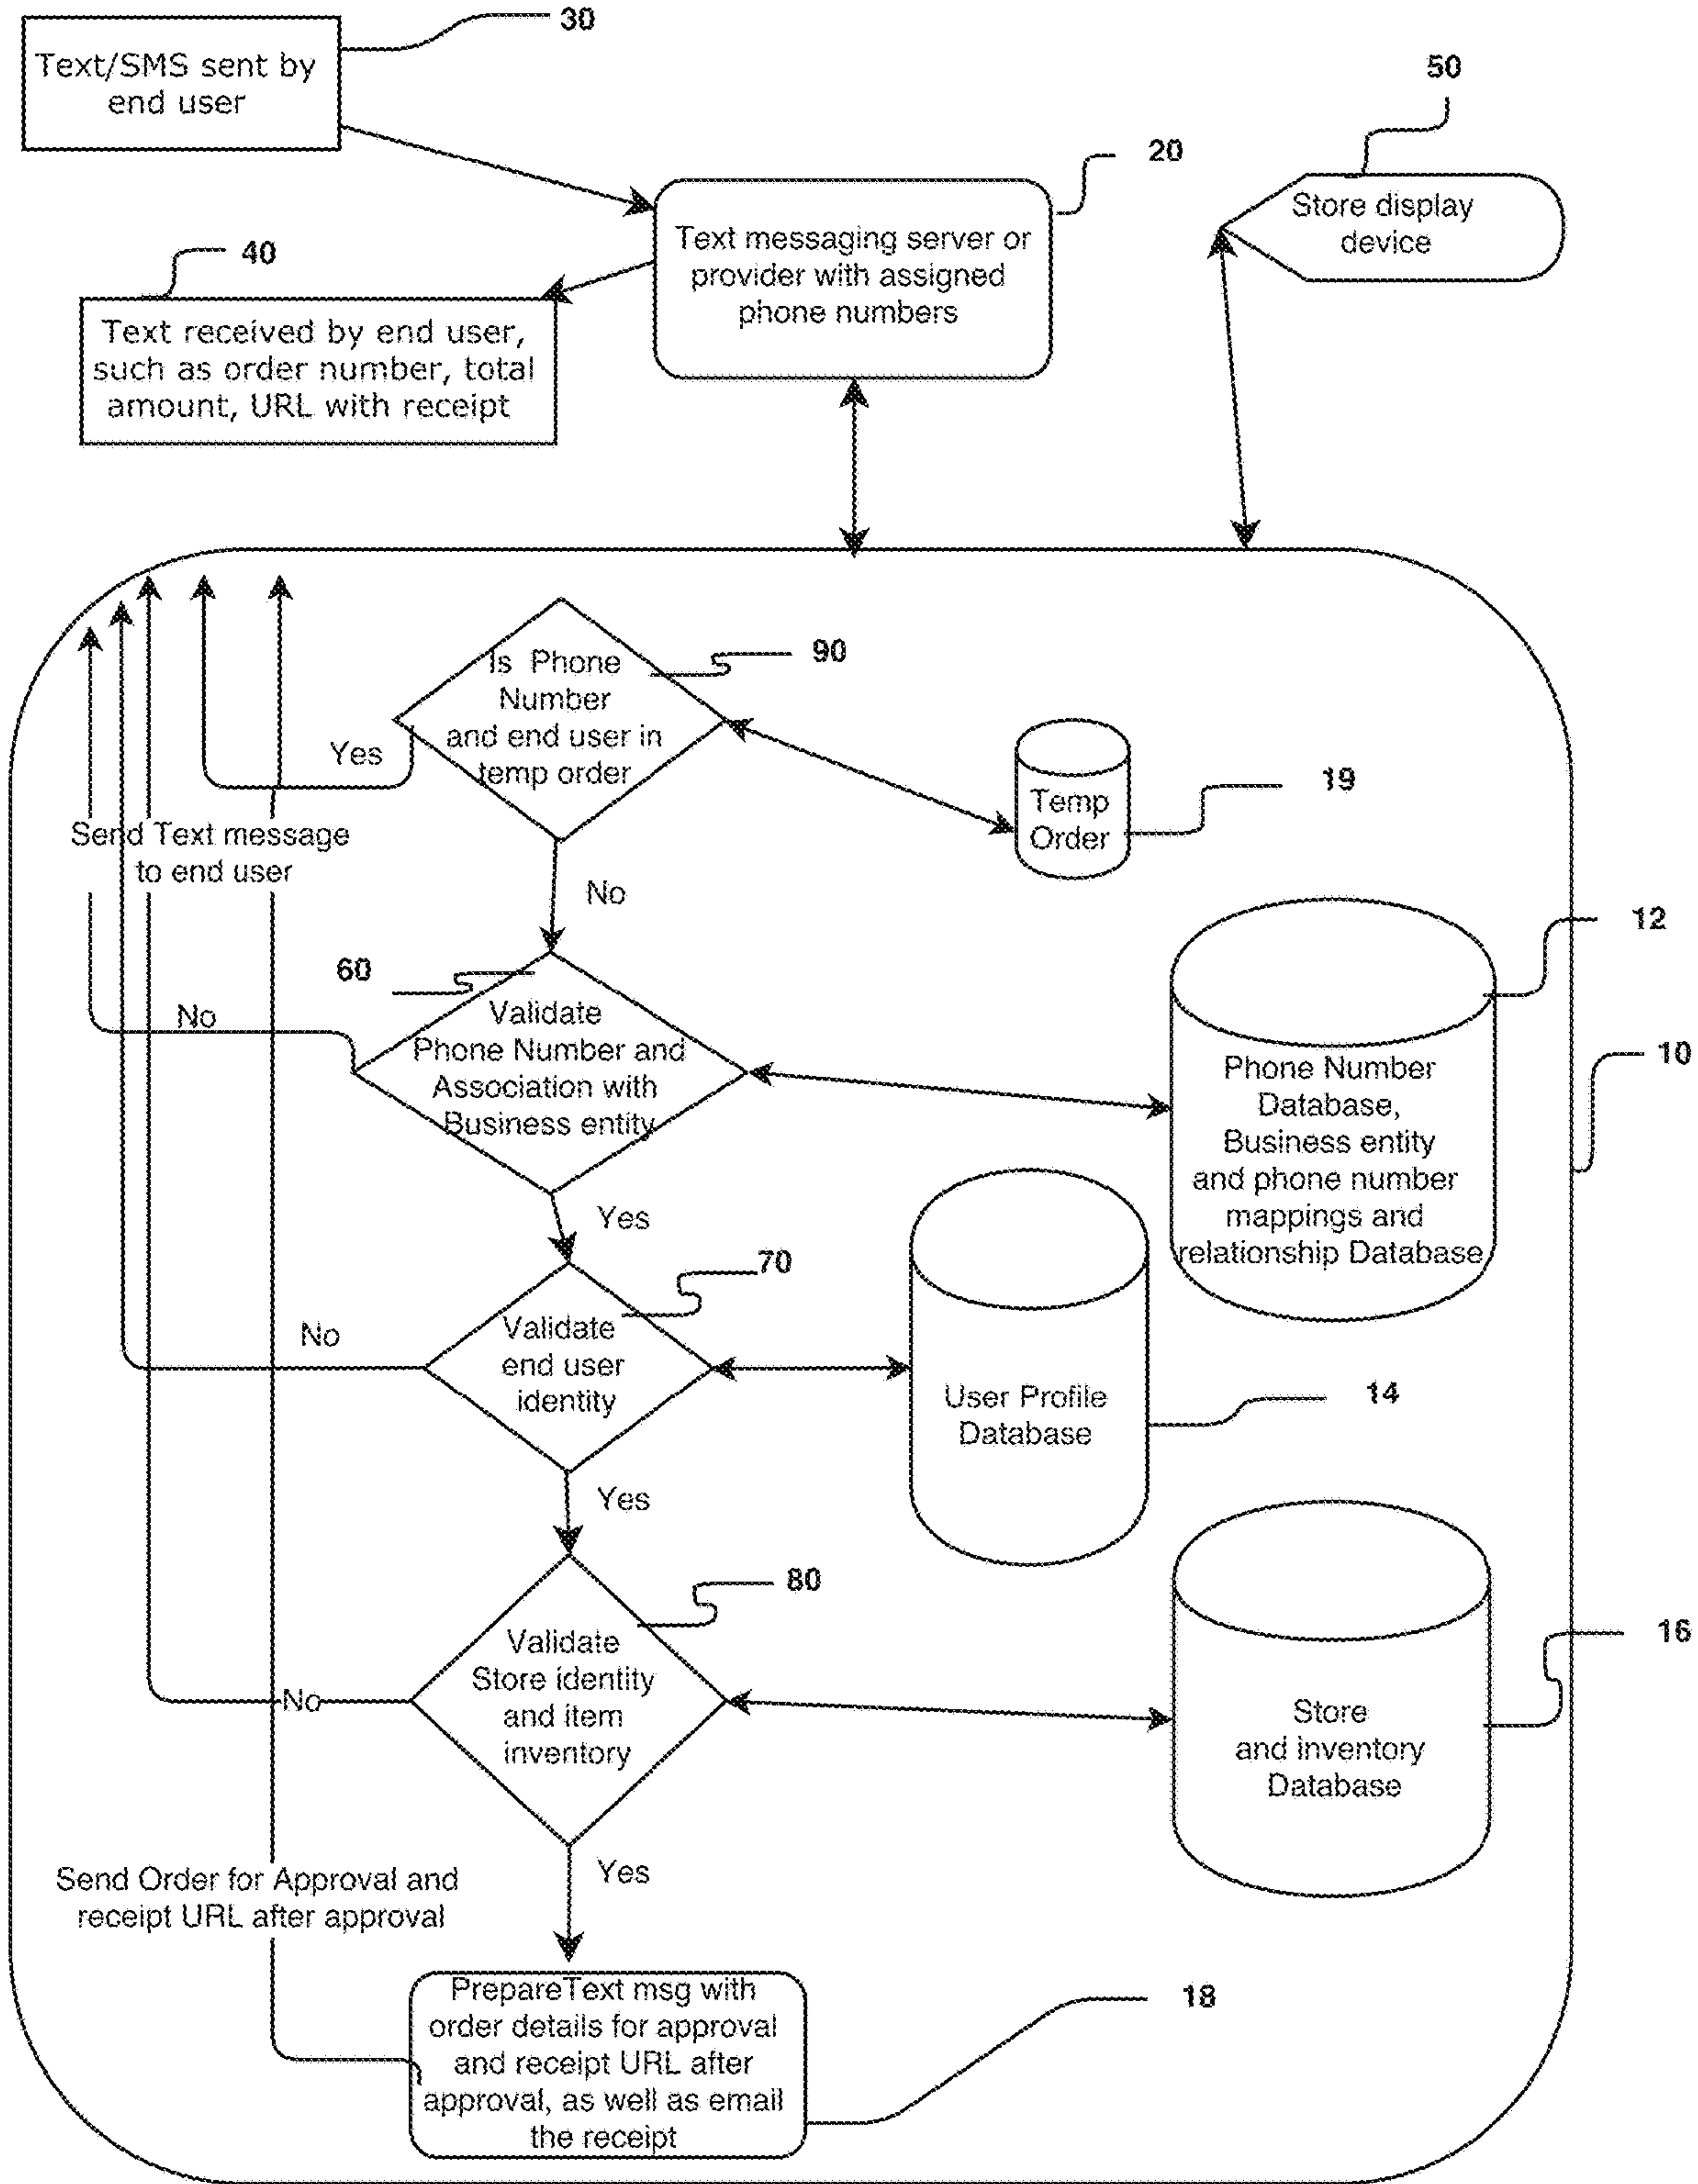 30
Text/SMS sent by
end user
50
20
Store display
device
Text messaging server or
provider with assigned
phone numbers
40
Text received by end user,
such as order number, total
amount, URL with receipt
90
Is Phone
Number
and end user in
temp order
Yes
19
Temp
Order
Send Text message
to end user
No
12
60
No
Validate
Phone Number and
Association with
Business entity
10
Phone Number
Database,
Business entity
and phone number
mappings and
relationship Database
Yes
70
No
Validate
end user
identity
14
User Profile
Database
Yes
80
16
Validate
Store identity
and item
inventory
No
Store
and inventory
Database
Yes
Send Order for Approval and
receipt URL after approval
18
PrepareText msg with
order details for approval
and receipt URL after
approval, as well as email
the receipt